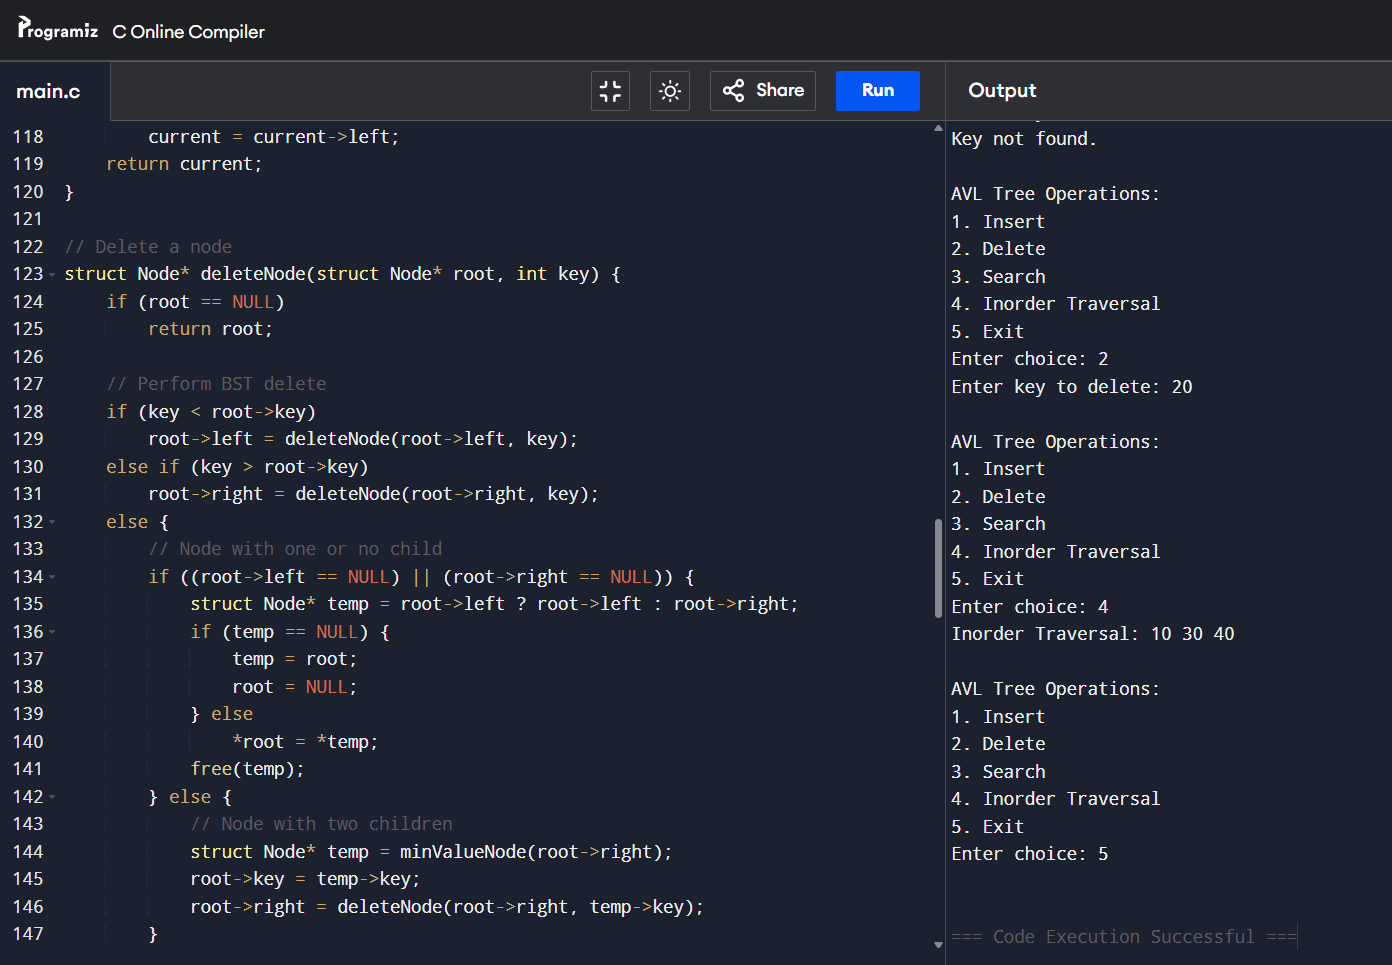 Programiz C Online Compiler
main.c
Share
Run
Output
118 current = current->left;
119 return current;
120 }
121
122 // Delete a node
123 struct Node* deleteNode(struct Node* root, int key) {
124 if (root == NULL)
125 return root;
126
127 // Perform BST delete
128 if (key < root->key)
129 root->left = deleteNode(root->left, key);
130 else if (key > root->key)
131 root->right = deleteNode(root->right, key);
132 else {
133 // Node with one or no child
134 if ((root->left == NULL) || (root->right == NULL)) {
135 struct Node* temp = root->left ? root->left : root->right;
136 if (temp == NULL) {
137 temp = root;
138 root = NULL;
139 } else
140 *root = *temp;
141 free(temp);
142 } else {
143 // Node with two children
144 struct Node* temp = minValueNode(root->right);
145 root->key = temp->key;
146 root->right = deleteNode(root->right, temp->key);
147 }
Key not found.
AVL Tree Operations:
1. Insert
2. Delete
3. Search
4. Inorder Traversal
5. Exit
Enter choice: 2
Enter key to delete: 20
AVL Tree Operations:
1. Insert
2. Delete
3. Search
4. Inorder Traversal
5. Exit
Enter choice: 4
Inorder Traversal: 10 30 40
AVL Tree Operations:
1. Insert
2. Delete
3. Search
4. Inorder Traversal
5. Exit
Enter choice: 5
=== Code Execution Successful ===